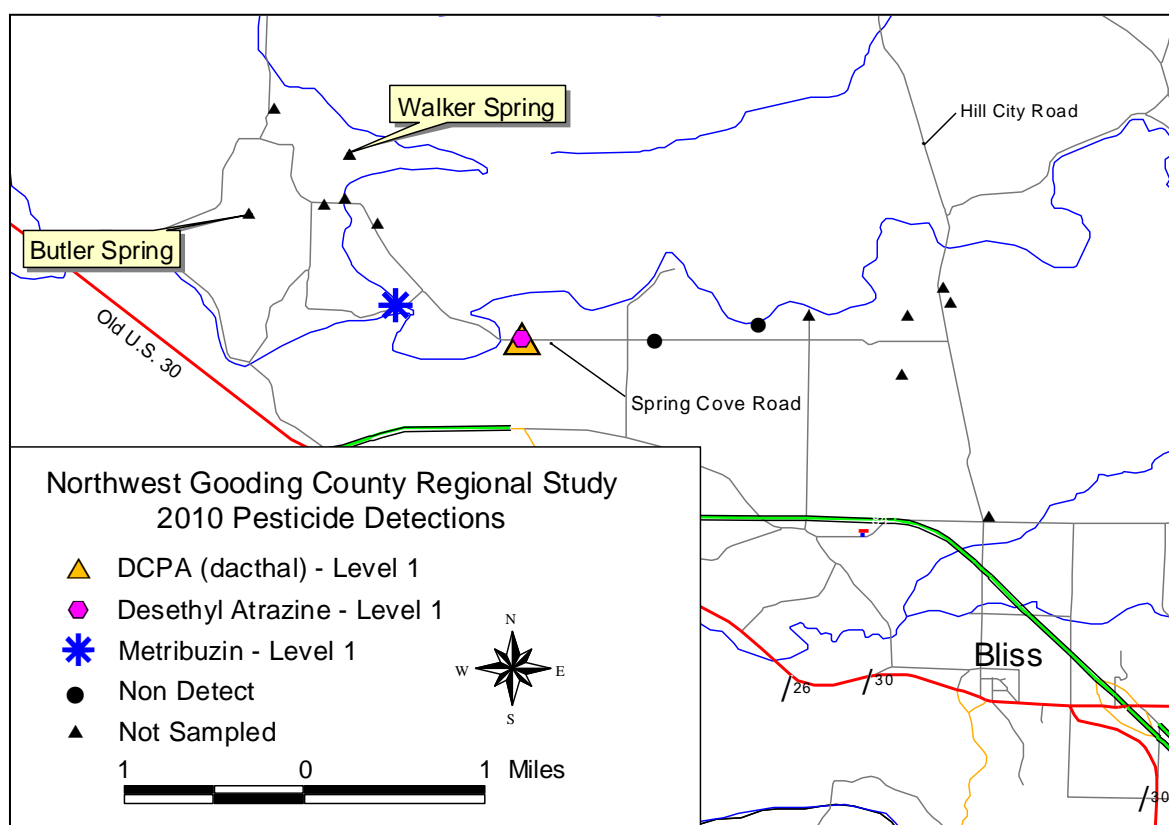 Walker Spring
Hill City Road
Butler Spring
Old U.S. 30
Spring Cove Road
Northwest Gooding County Regional Study
2010 Pesticide Detections
DCPA (dacthal) - Level 1
Desethyl Atrazine - Level 1
Metribuzin - Level 1
Non Detect
Not Sampled
N
W
E
S
1
0
1
Miles
Bliss
26
30
30